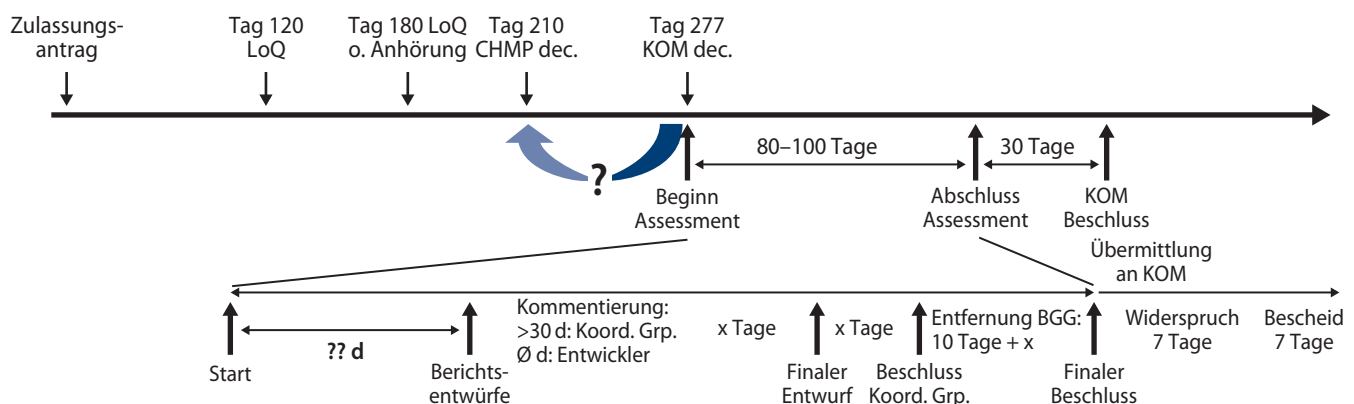 Zulassungs-
antrag
Tag 120
LoQ
Tag 180 LoQ
o. Anhörung
Tag 210
CHMP dec.
Tag 277
KOM dec.
?
80–100 Tage
30 Tage
Beginn
Assessment
Abschluss
Assessment
KOM
Beschluss
Übermittlung
an KOM
?? d
Start
Berichts-
entwürfe
Kommentierung:
>30 d: Koord. Grp.
Ø d: Entwickler
x Tage
Finaler
Entwurf
x Tage
Beschluss
Koord. Grp.
Entfernung BGG:
10 Tage + x
Finaler
Beschluss
Widerspruch
7 Tage
Bescheid
7 Tage